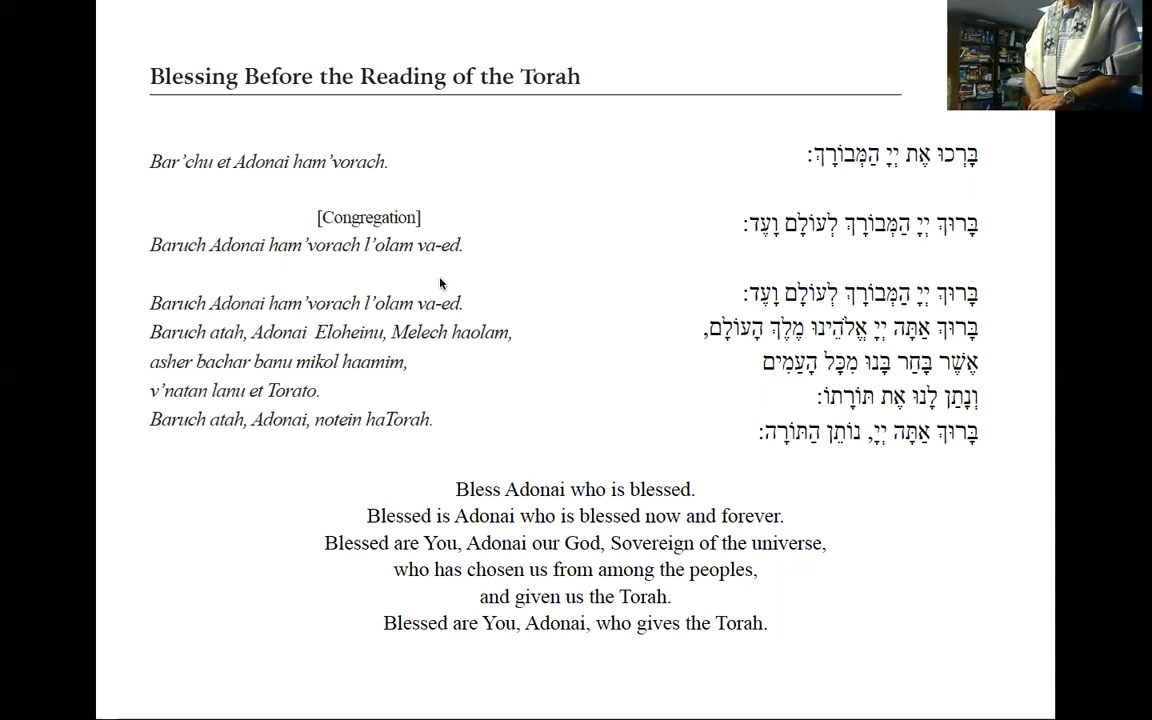 Blessing Before the Reading of the Torah
Bar’chu et Adonai ham’vorach.
בָּרְכוּ אֶת יְיָ הַמְּבוֹרָךְ:
[Congregation]
Baruch Adonai ham’vorach l’olam va-ed.
בָּרוּךְ יְיָ הַמְּבוֹרָךְ לְעוֹלָם וָעֶד:
Baruch Adonai ham’vorach l’olam va-ed.
Baruch atah, Adonai Eloheinu, Melech haolam,
asher bachar banu mikol haamim,
v’natan lanu et Torato.
Baruch atah, Adonai, notein haTorah.
בָּרוּךְ יְיָ הַמְּבוֹרָךְ לְעוֹלָם וָעֶד:
בָּרוּךְ אַתָּה יְיָ אֱלֹהֵינוּ מֶלֶךְ הָעוֹלָם,
אֲשֶׁר בָּחַר בָּנוּ מִכָּל הָעַמִּים
וְנָתַן לָנוּ אֶת תּוֹרָתוֹ:
בָּרוּךְ אַתָּה יְיָ, נוֹתֵן הַתּוֹרָה:
Bless Adonai who is blessed.
Blessed is Adonai who is blessed now and forever.
Blessed are You, Adonai our God, Sovereign of the universe,
who has chosen us from among the peoples,
and given us the Torah.
Blessed are You, Adonai, who gives the Torah.